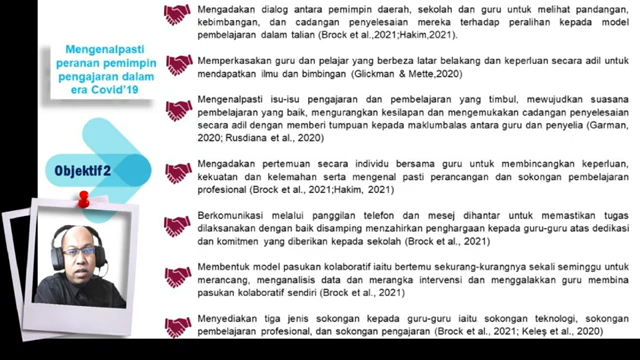 Mengenalpasti
peranan pemimpin
pengajaran dalam
era Covid'19
Objektif 2
Mengadakan dialog antara pemimpin daerah, sekolah dan guru untuk melihat pandangan,
kebimbangan, dan cadangan penyelesaian mereka terhadap peralihan kepada model
pembelajaran dalam talian (Brock et al.,2021;Hakim,2021).
Memperkasakan guru dan pelajar yang berbeza latar belakang dan keperluan secara adil untuk
mendapatkan ilmu dan bimbingan (Glickman & Mette,2020)
Mengenalpasti isu-isu pengajaran dan pembelajaran yang timbul, mewujudkan suasana
pembelajaran yang baik, mengurangkan kesilapan dan mengemukakan cadangan penyelesaian
secara adil dengan memberi tumpuan kepada maklumbalas antara guru dan penyelia (Garman,
2020; Rusdiana et al., 2020)
Mengadakan pertemuan secara individu bersama guru untuk membincangkan keperluan,
kekuatan dan kelemahan serta mengenal pasti perancangan dan sokongan pembelajaran
profesional (Brock et al., 2021;Hakim, 2021)
Berkomunikasi melalui panggilan telefon dan mesej dihantar untuk memastikan tugas
dilaksanakan dengan baik disamping menzahirkan penghargaan kepada guru-guru atas dedikasi
dan komitmen yang diberikan kepada sekolah (Brock et al., 2021)
Membentuk model pasukan kolaboratif iaitu bertemu sekurang-kurangnya sekali seminggu untuk
merancang, menganalisis data dan merangka intervensi dan menggalakkan guru membina
pasukan kolaboratif sendiri (Brock et al., 2021)
Menyediakan tiga jenis sokongan kepada guru-guru iaitu sokongan teknologi, sokongan
pembelajaran profesional, dan sokongan pengajaran (Brock et al., 2021; Keleş et al., 2020)